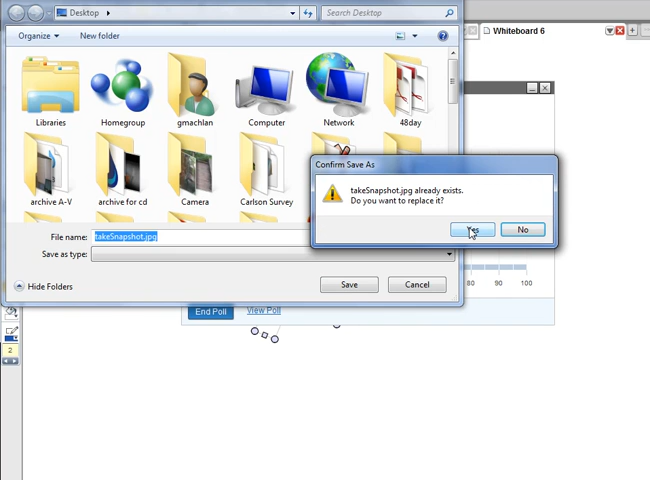 Desktop
Search Desktop
Whiteboard 6
Organize
New folder
Libraries
Homegroup
gmachlan
Computer
Network
48day
archive A-V
archive for cd
Camera
Carlson Survey
Confirm Save As
takeSnapshot.jpg already exists.
Do you want to replace it?
Yes
No
File name:
takeSnapshot.jpg
Save as type:
Hide Folders
Save
Cancel
80
90
100
End Poll
View Poll
2